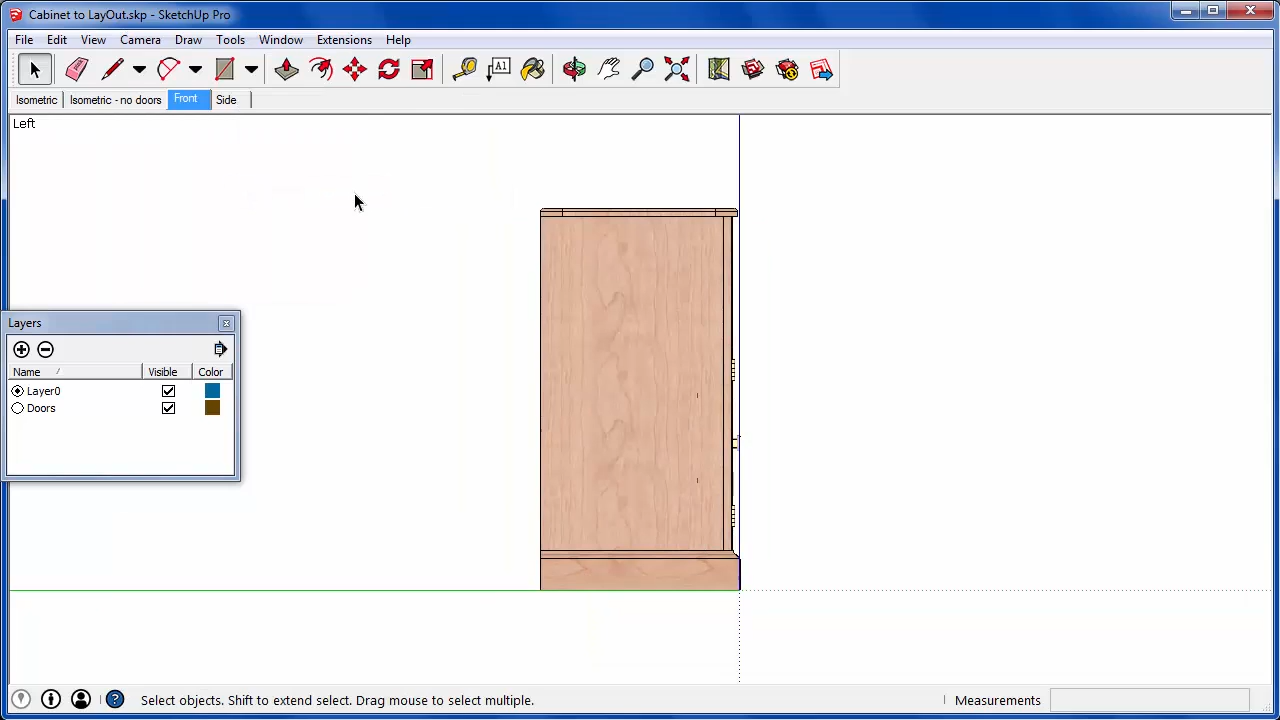 Cabinet to LayOut.skp - SketchUp Pro
File Edit View Camera Draw Tools Window Extensions Help
A1
Isometric Isometric - no doors Front Side
Left
Layers
Name Visible Color
Layer0
Doors
Select objects. Shift to extend select. Drag mouse to select multiple. Measurements